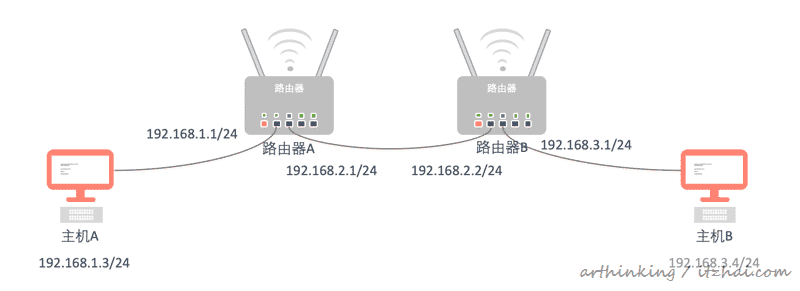 路由器
路由器
192.168.1.1/24
路由器A
路由器B
192.168.3.1/24
192.168.2.1/24
192.168.2.2/24
主机A
主机B
192.168.1.3/24
192.168.3.4/24
arthinking / itzhdi.com